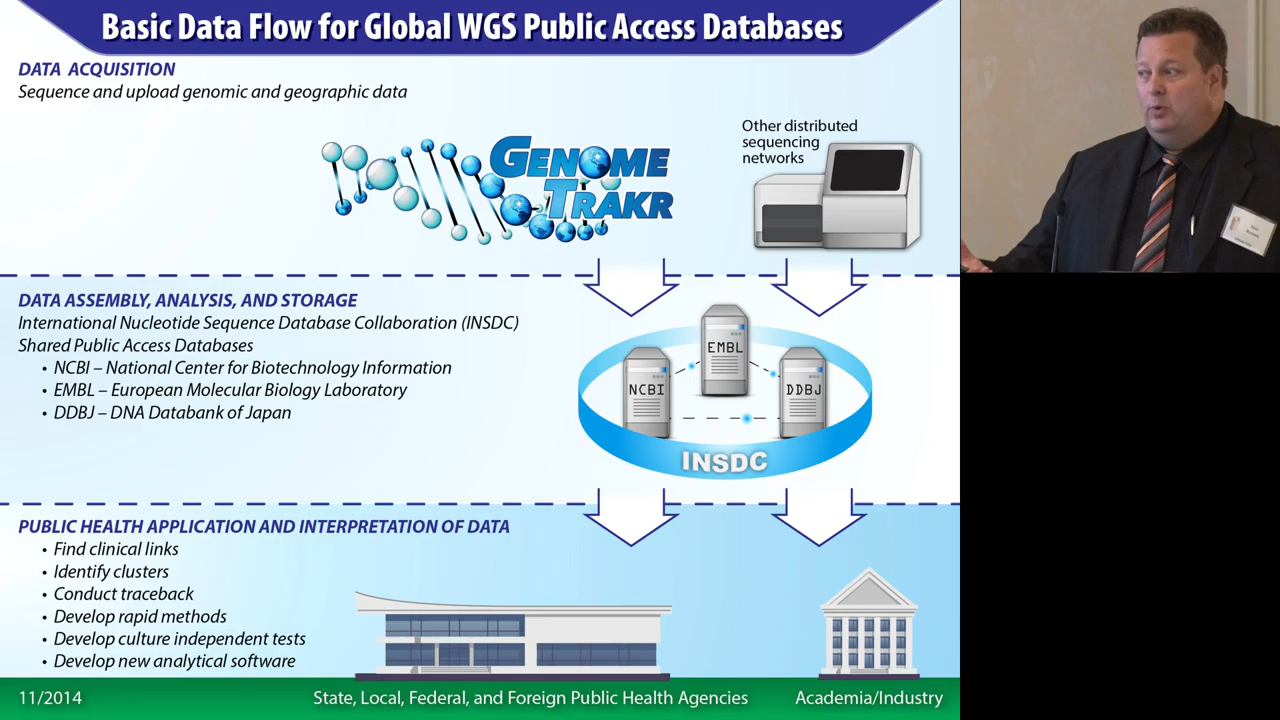 Basic Data Flow for Global WGS Public Access Databases
DATA ACQUISITION
Sequence and upload genomic and geographic data
GENOME
TRAKR
Other distributed
sequencing
networks
DATA ASSEMBLY, ANALYSIS, AND STORAGE
International Nucleotide Sequence Database Collaboration (INSDC)
Shared Public Access Databases
• NCBI – National Center for Biotechnology Information
• EMBL – European Molecular Biology Laboratory
• DDBJ – DNA Databank of Japan
EMBL
NCBI
DDBJ
INSDC
PUBLIC HEALTH APPLICATION AND INTERPRETATION OF DATA
• Find clinical links
• Identify clusters
• Conduct traceback
• Develop rapid methods
• Develop culture independent tests
• Develop new analytical software
11/2014
State, Local, Federal, and Foreign Public Health Agencies
Academia/Industry